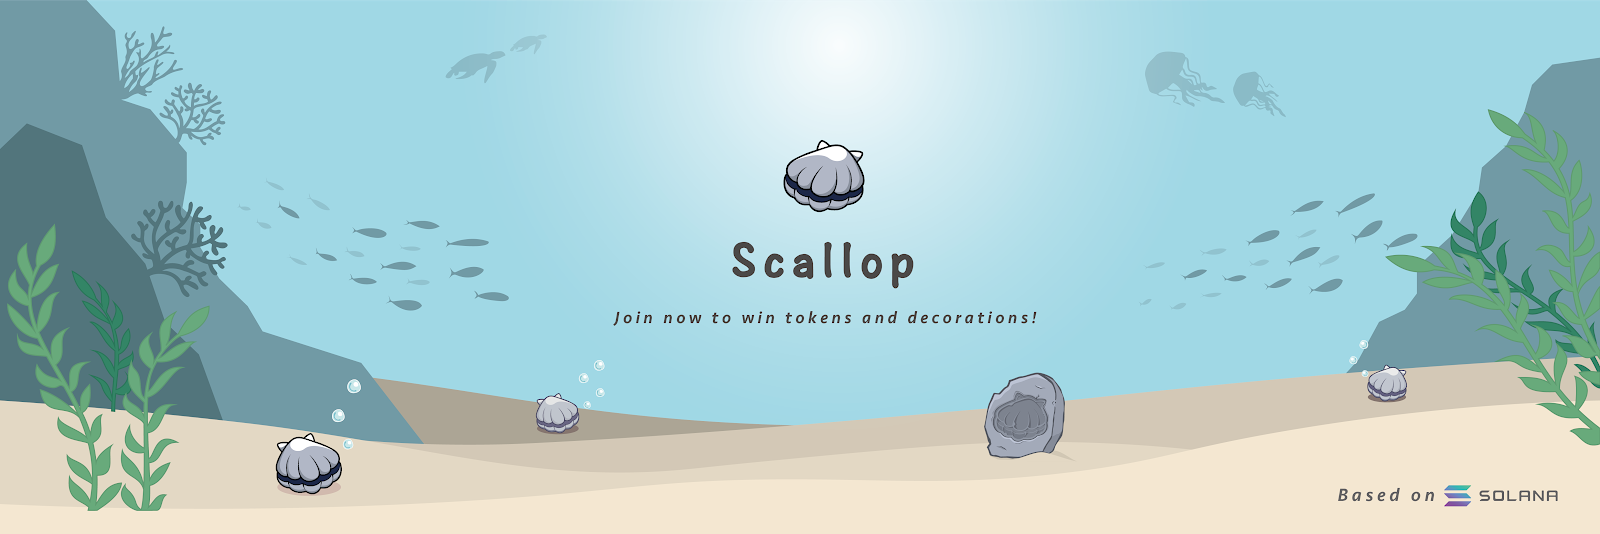 Scallop
Join now to win tokens and decorations!
Based on SOLANA